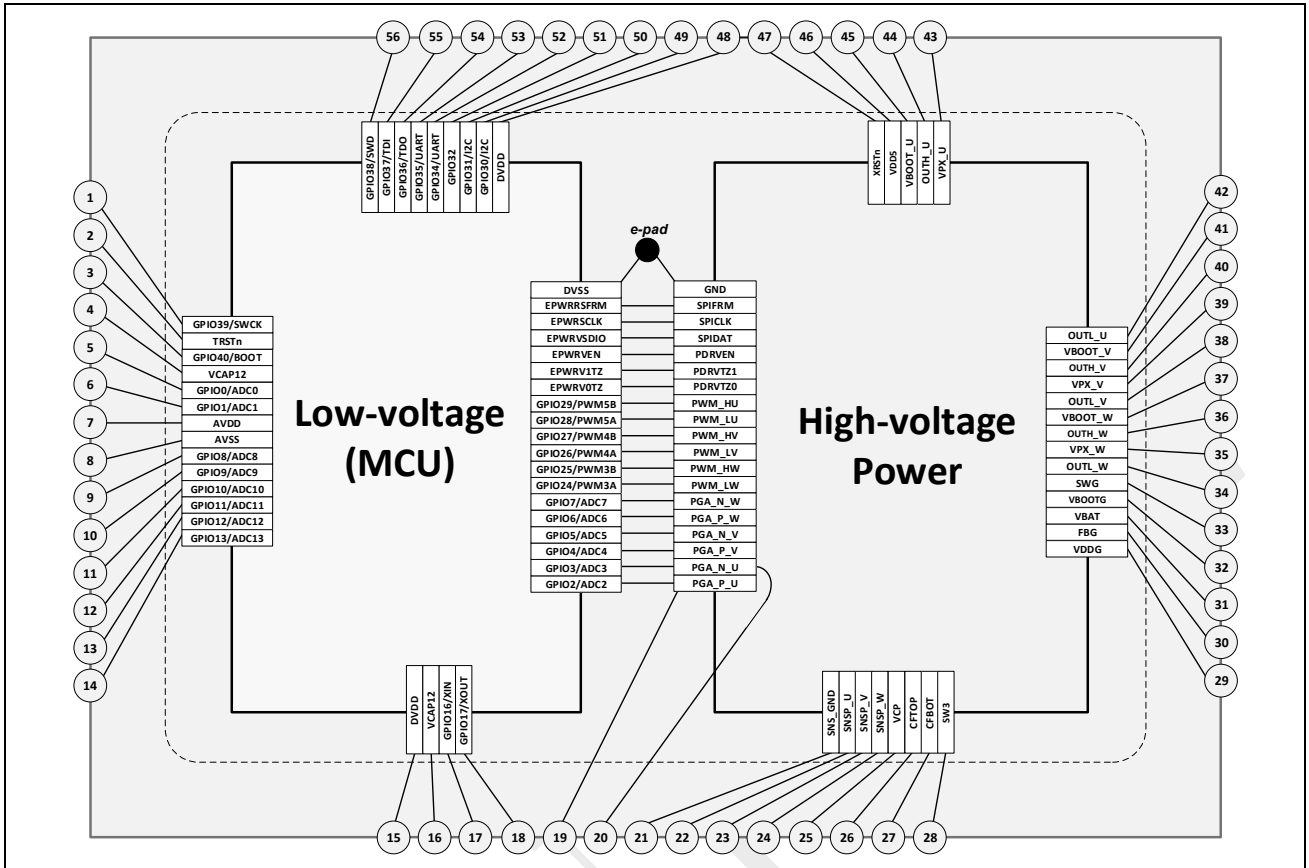 56 55 54 53 52 51 50 49 48 47 46 45 44 43
GPIO38/SWD
GPIO37/TDI
GPIO36/TDO
GPIO35/UART
GPIO34/UART
GPIO32
GPIO31/I2C
GPIO30/I2C
DVDD
XRSTn
VDD5
VBOOT_U
OUTH_U
VPX_U
1
2
3
4
5
6
7
8
9
10
11
12
13
14
GPIO39/SWCK
TRSTn
GPIO40/BOOT
VCAP12
GPIO0/ADC0
GPIO1/ADC1
AVDD
AVSS
GPIO8/ADC8
GPIO9/ADC9
GPIO10/ADC10
GPIO11/ADC11
GPIO12/ADC12
GPIO13/ADC13
Low-voltage
(MCU)
e-pad
DVSS GND
EPWRRSFRM SPIFRM
EPWRSCLK SPICLK
EPWRVSDIO SPIDAT
EPWRVEN PDRVEN
EPWRV1TZ PDRVTZ1
EPWRV0TZ PDRVTZ0
GPIO29/PWM5B PWM_HU
GPIO28/PWM5A PWM_LU
GPIO27/PWM4B PWM_HV
GPIO26/PWM4A PWM_LV
GPIO25/PWM3B PWM_HW
GPIO24/PWM3A PWM_LW
GPIO7/ADC7 PGA_N_W
GPIO6/ADC6 PGA_P_W
GPIO5/ADC5 PGA_N_V
GPIO4/ADC4 PGA_P_V
GPIO3/ADC3 PGA_N_U
GPIO2/ADC2 PGA_P_U
High-voltage
Power
OUTL_U
VBOOT_V
OUTH_V
VPX_V
OUTL_V
VBOOT_W
OUTH_W
VPX_W
OUTL_W
SWG
VBOOTG
VBAT
FBG
VDDG
42
41
40
39
38
37
36
35
34
33
32
31
30
29
DVDD
VCAP12
GPIO16/XIN
GPIO17/XOUT
SNS_GND
SNSP_U
SNSP_V
SNSP_W
VCP
CFTOP
CFBOT
SW3
15 16 17 18 19 20 21 22 23 24 25 26 27 28